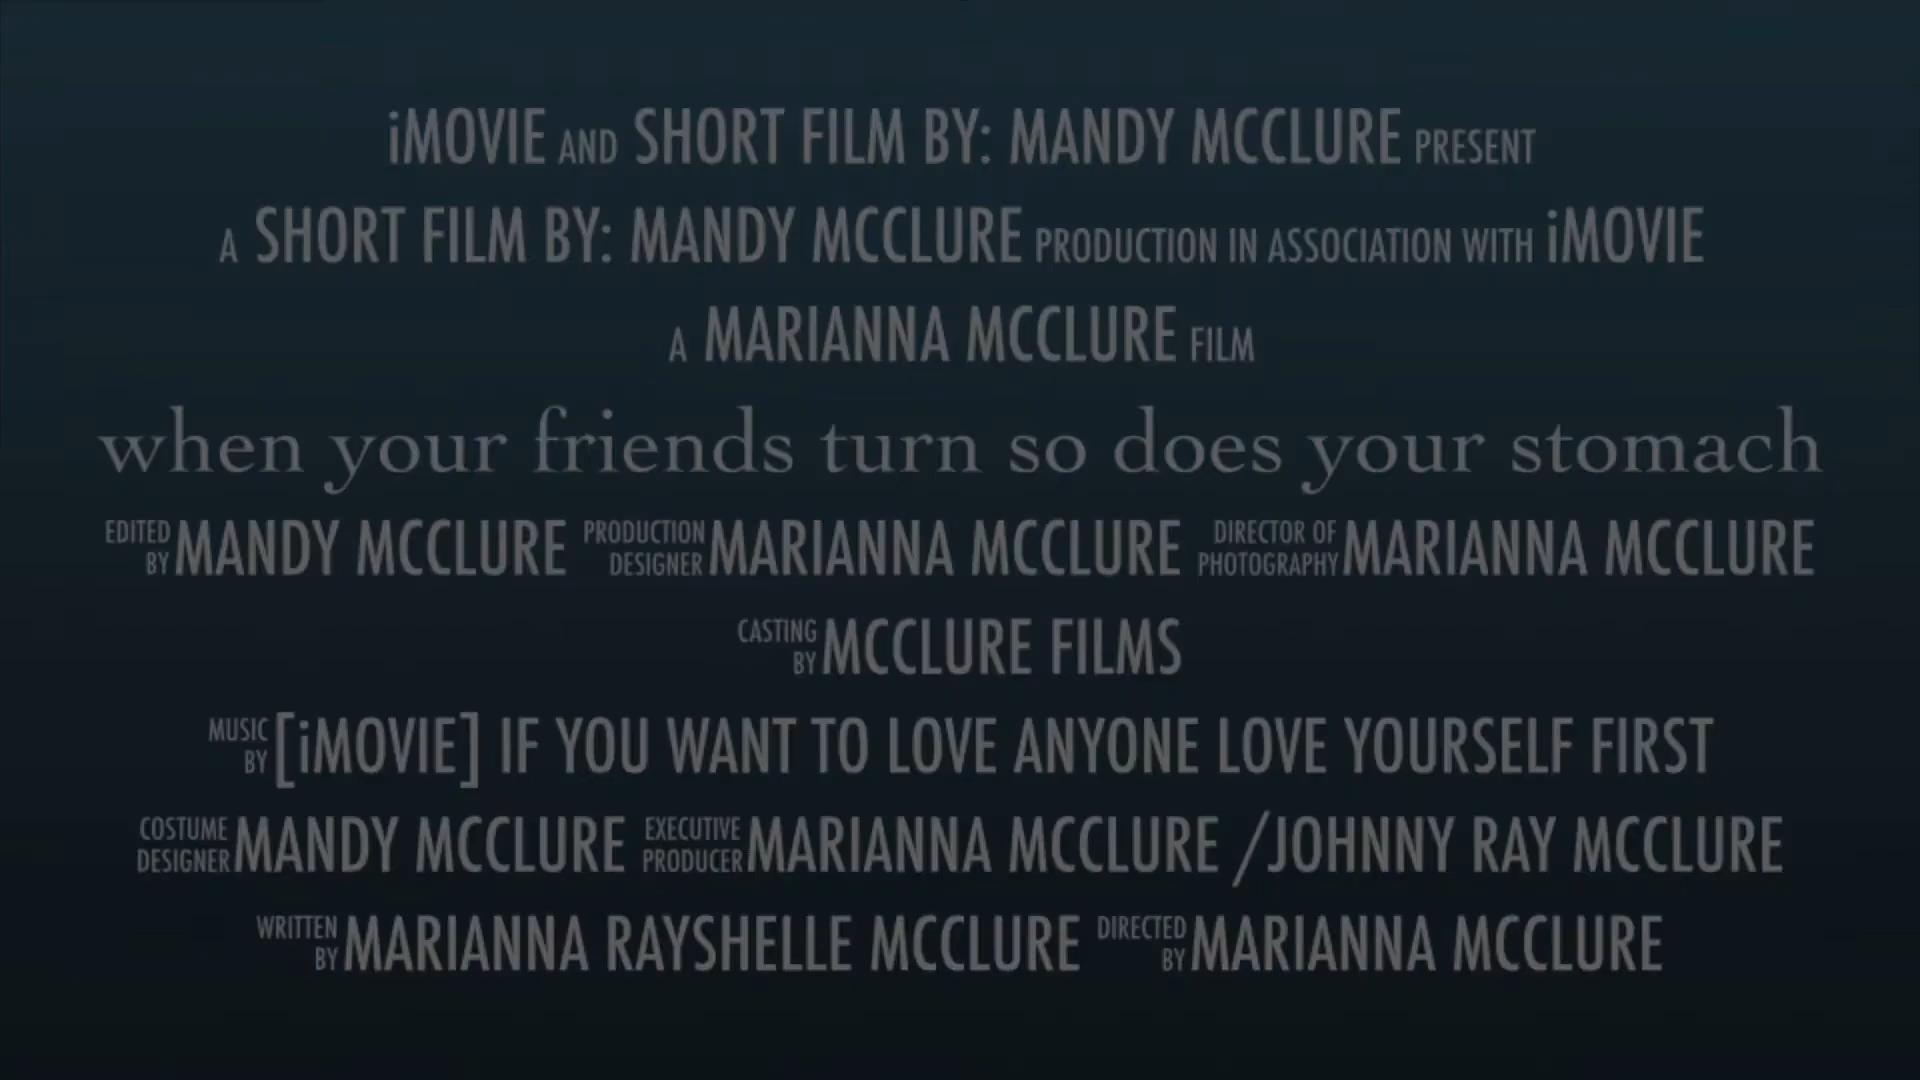 iMOVIE AND SHORT FILM BY: MANDY MCCLURE PRESENT
A SHORT FILM BY: MANDY MCCLURE PRODUCTION IN ASSOCIATION WITH iMOVIE
A MARIANNA MCCLURE FILM
when your friends turn so does your stomach
EDITED BY MANDY MCCLURE PRODUCTION DESIGNER MARIANNA MCCLURE DIRECTOR OF PHOTOGRAPHY MARIANNA MCCLURE
CASTING BY MCCLURE FILMS
MUSIC BY [iMOVIE] IF YOU WANT TO LOVE ANYONE LOVE YOURSELF FIRST
COSTUME DESIGNER MANDY MCCLURE EXECUTIVE PRODUCER MARIANNA MCCLURE /JOHNNY RAY MCCLURE
WRITTEN BY MARIANNA RAYSHELLE MCCLURE DIRECTED BY MARIANNA MCCLURE